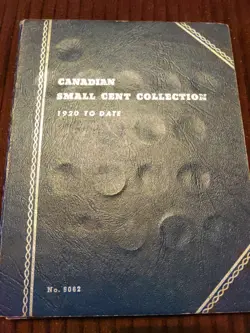 CANADIAN
SMALL CENT COLLECTION
1920 TO DATE
No. 9062